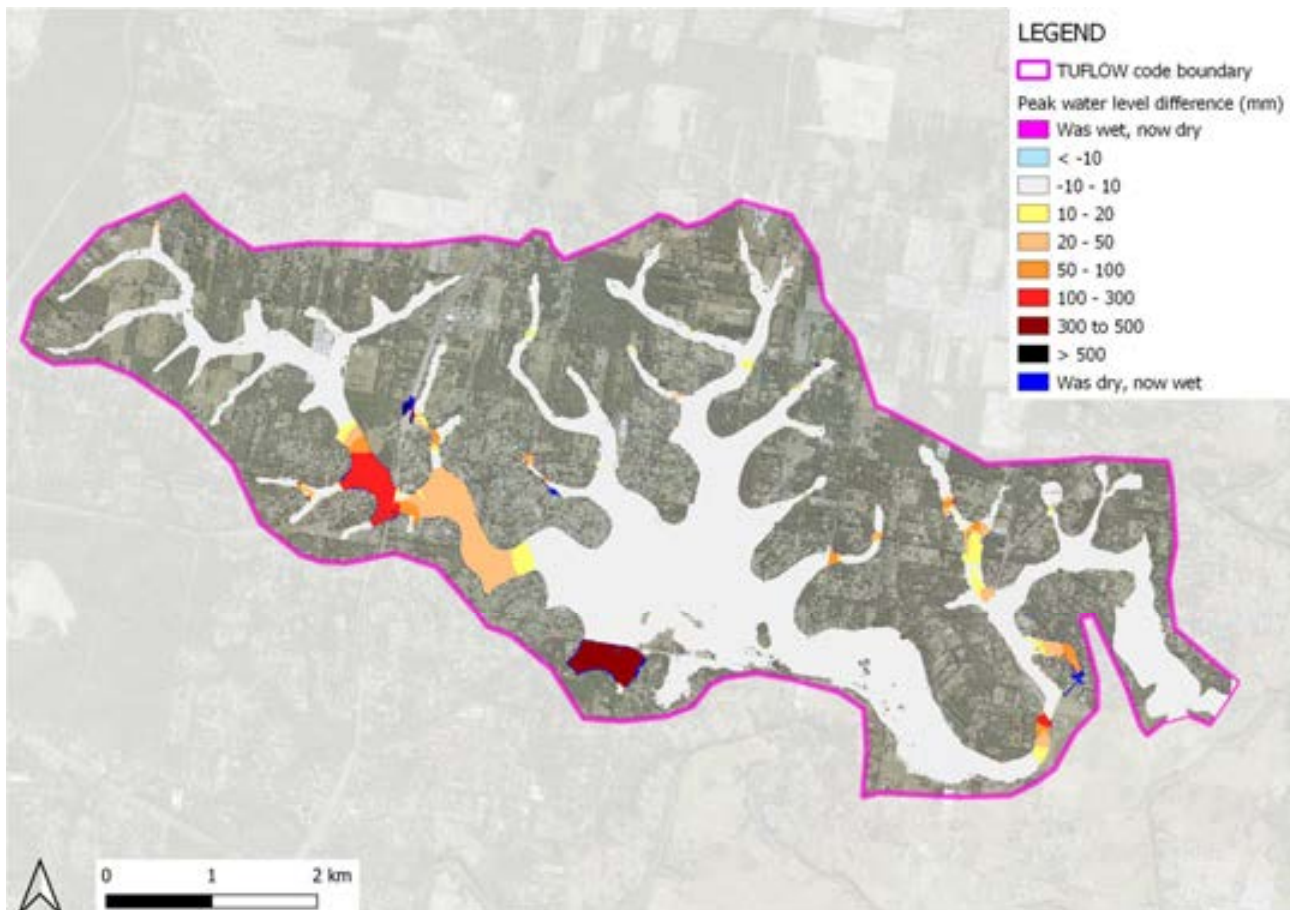 LEGEND
TUFLOW code boundary
Peak water level difference (mm)
Was wet, now dry
< -10
-10 - 10
10 - 20
20 - 50
50 - 100
100 - 300
300 to 500
> 500
Was dry, now wet
0 1 2 km